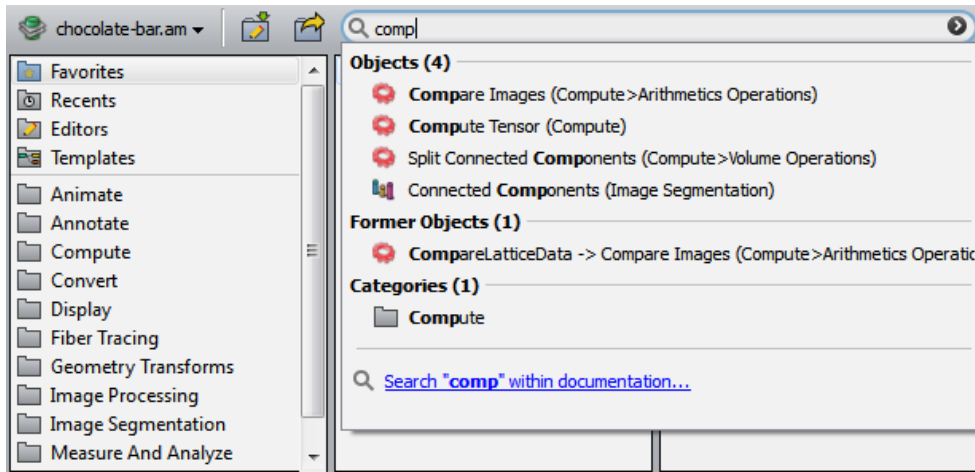 chocolate-bar.am
comp
Favorites
Recents
Editors
Templates
Animate
Annotate
Compute
Convert
Display
Fiber Tracing
Geometry Transforms
Image Processing
Image Segmentation
Measure And Analyze
Objects (4)
Compare Images (Compute>Arithmetics Operations)
Compute Tensor (Compute)
Split Connected Components (Compute>Volume Operations)
Connected Components (Image Segmentation)
Former Objects (1)
CompareLatticeData -> Compare Images (Compute>Arithmetics Operatic
Categories (1)
Compute
Search "comp" within documentation...